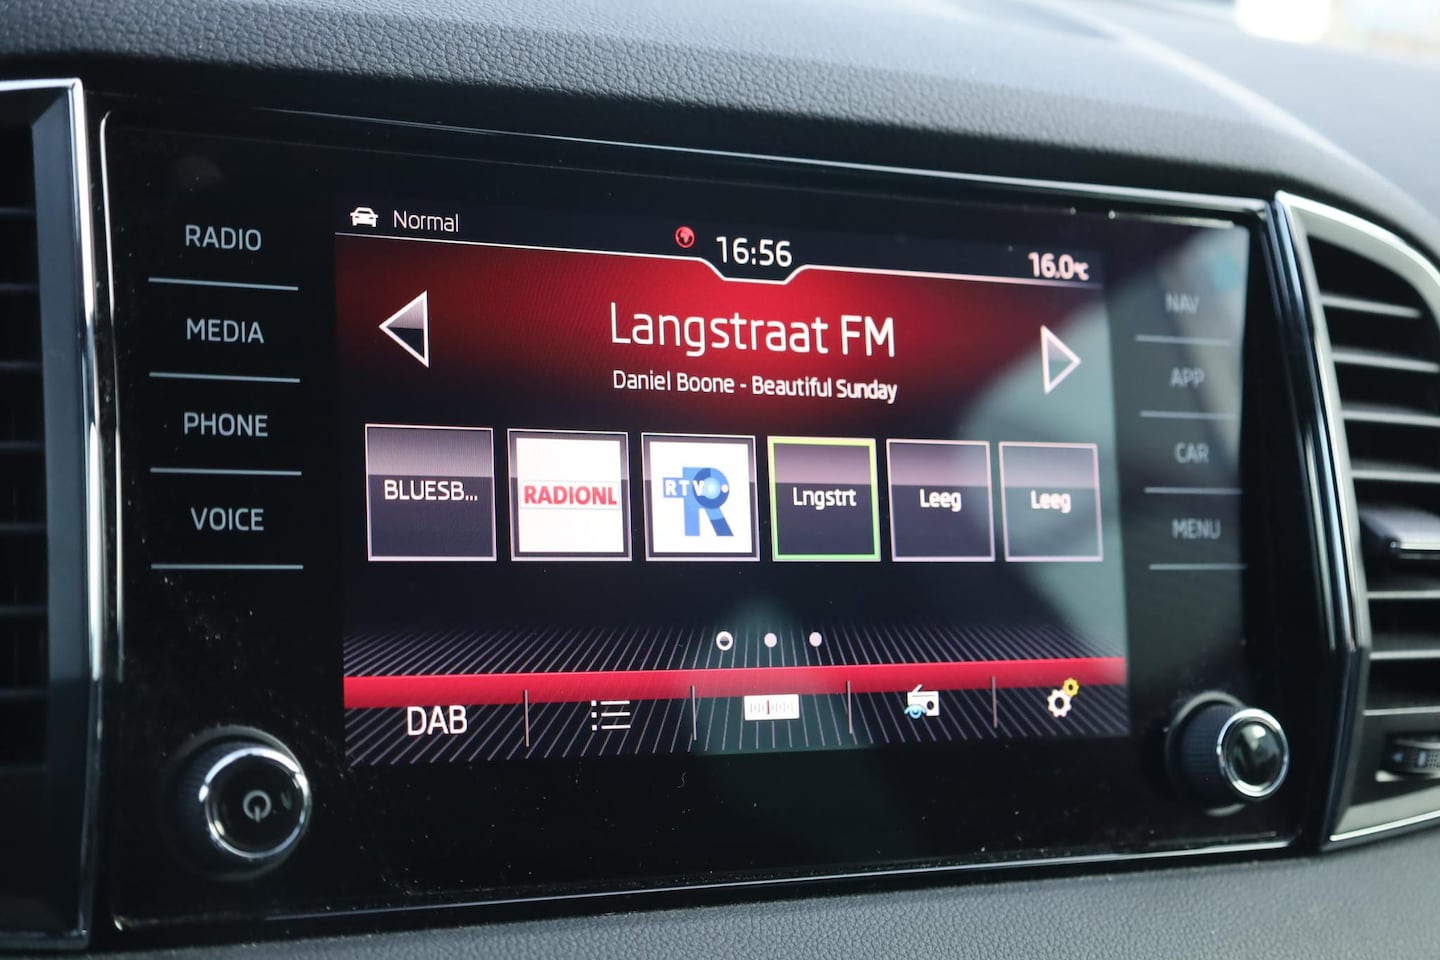 Normal
16:56
16.0°C
RADIO
MEDIA
PHONE
VOICE
Langstraat FM
Daniel Boone - Beautiful Sunday
BLUESB...
RADIONL
RTV R
Lngstrt
Leeg
Leeg
DAB
NAV
APP
CAR
MENU